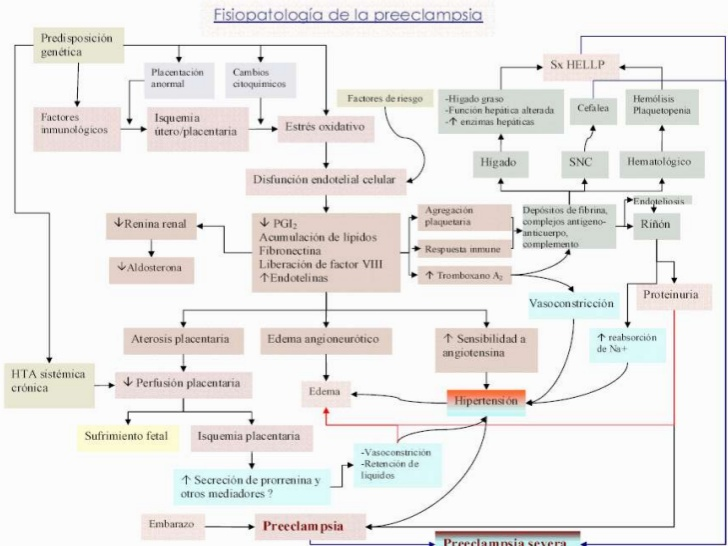 Fisiopatología de la preeclampsia
Predisposición
genética
Placentación
anormal
Cambios
citoquímicos
Factores de riesgo
Factores
inmunológicos
Isquemia
útero/placentaria
Estrés oxidativo
Sx HELLP
-Hígado graso
-Función hepática alterada
-↑ enzimas hepáticas
Cefalea
Hemólisis
Plaquetopenia
Hígado
SNC
Hematológico
Disfunción endotelial celular
↓Renina renal
↓Aldosterona
↓ PGI₂
Acumulación de lípidos
Fibronectina
Liberación de factor VIII
↑Endotelinas
Agregación
plaquetaria
Respuesta inmune
↑ Tromboxano A₂
Depósitos de fibrina,
complejos antígeno-
anticuerpo,
complemento
Endoteliosis
Riñón
Vasoconstricción
Proteinuria
↑ reabsorción
de Na+
Aterosis placentaria
Edema angioneurótico
↑ Sensibilidad a
angiotensina
HTA sistémica
crónica
↓ Perfusión placentaria
Edema
Hipertensión
Sufrimiento fetal
Isquemia placentaria
-Vasoconstrición
-Retención de
líquidos
↑ Secreción de prorrenina y
otros mediadores ?
Embarazo
Preeclampsia
Preeclampsia severa